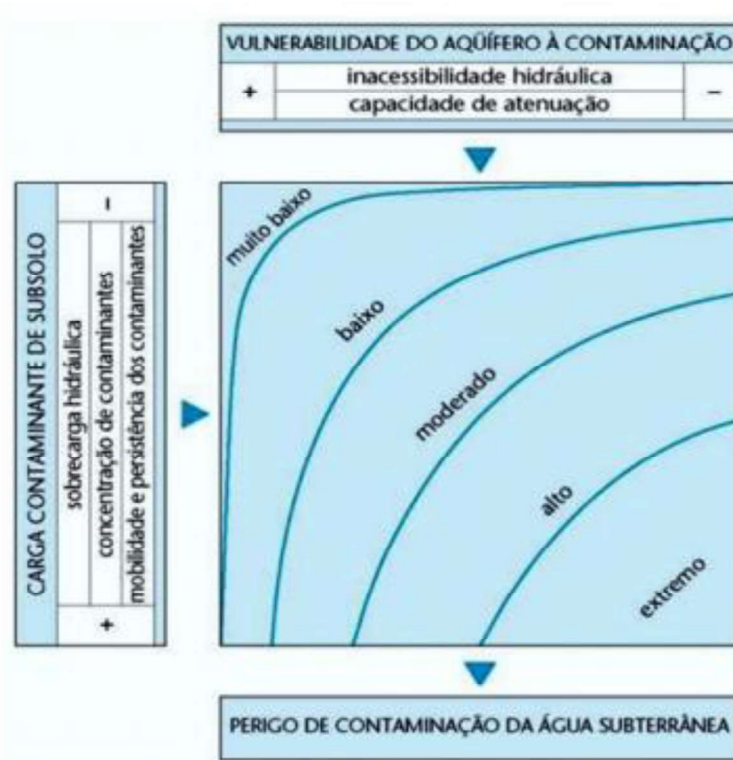 VULNERABILIDADE DO AQÜÍFERO À CONTAMINAÇÃO
+
inacessibilidade hidráulica
capacidade de atenuação
–
CARGA CONTAMINANTE DE SUBSOLO
–
sobrecarga hidráulica
concentração de contaminantes
mobilidade e persistência dos contaminantes
+
muito baixo
baixo
moderado
alto
extremo
PERIGO DE CONTAMINAÇÃO DA ÁGUA SUBTERRÂNEA